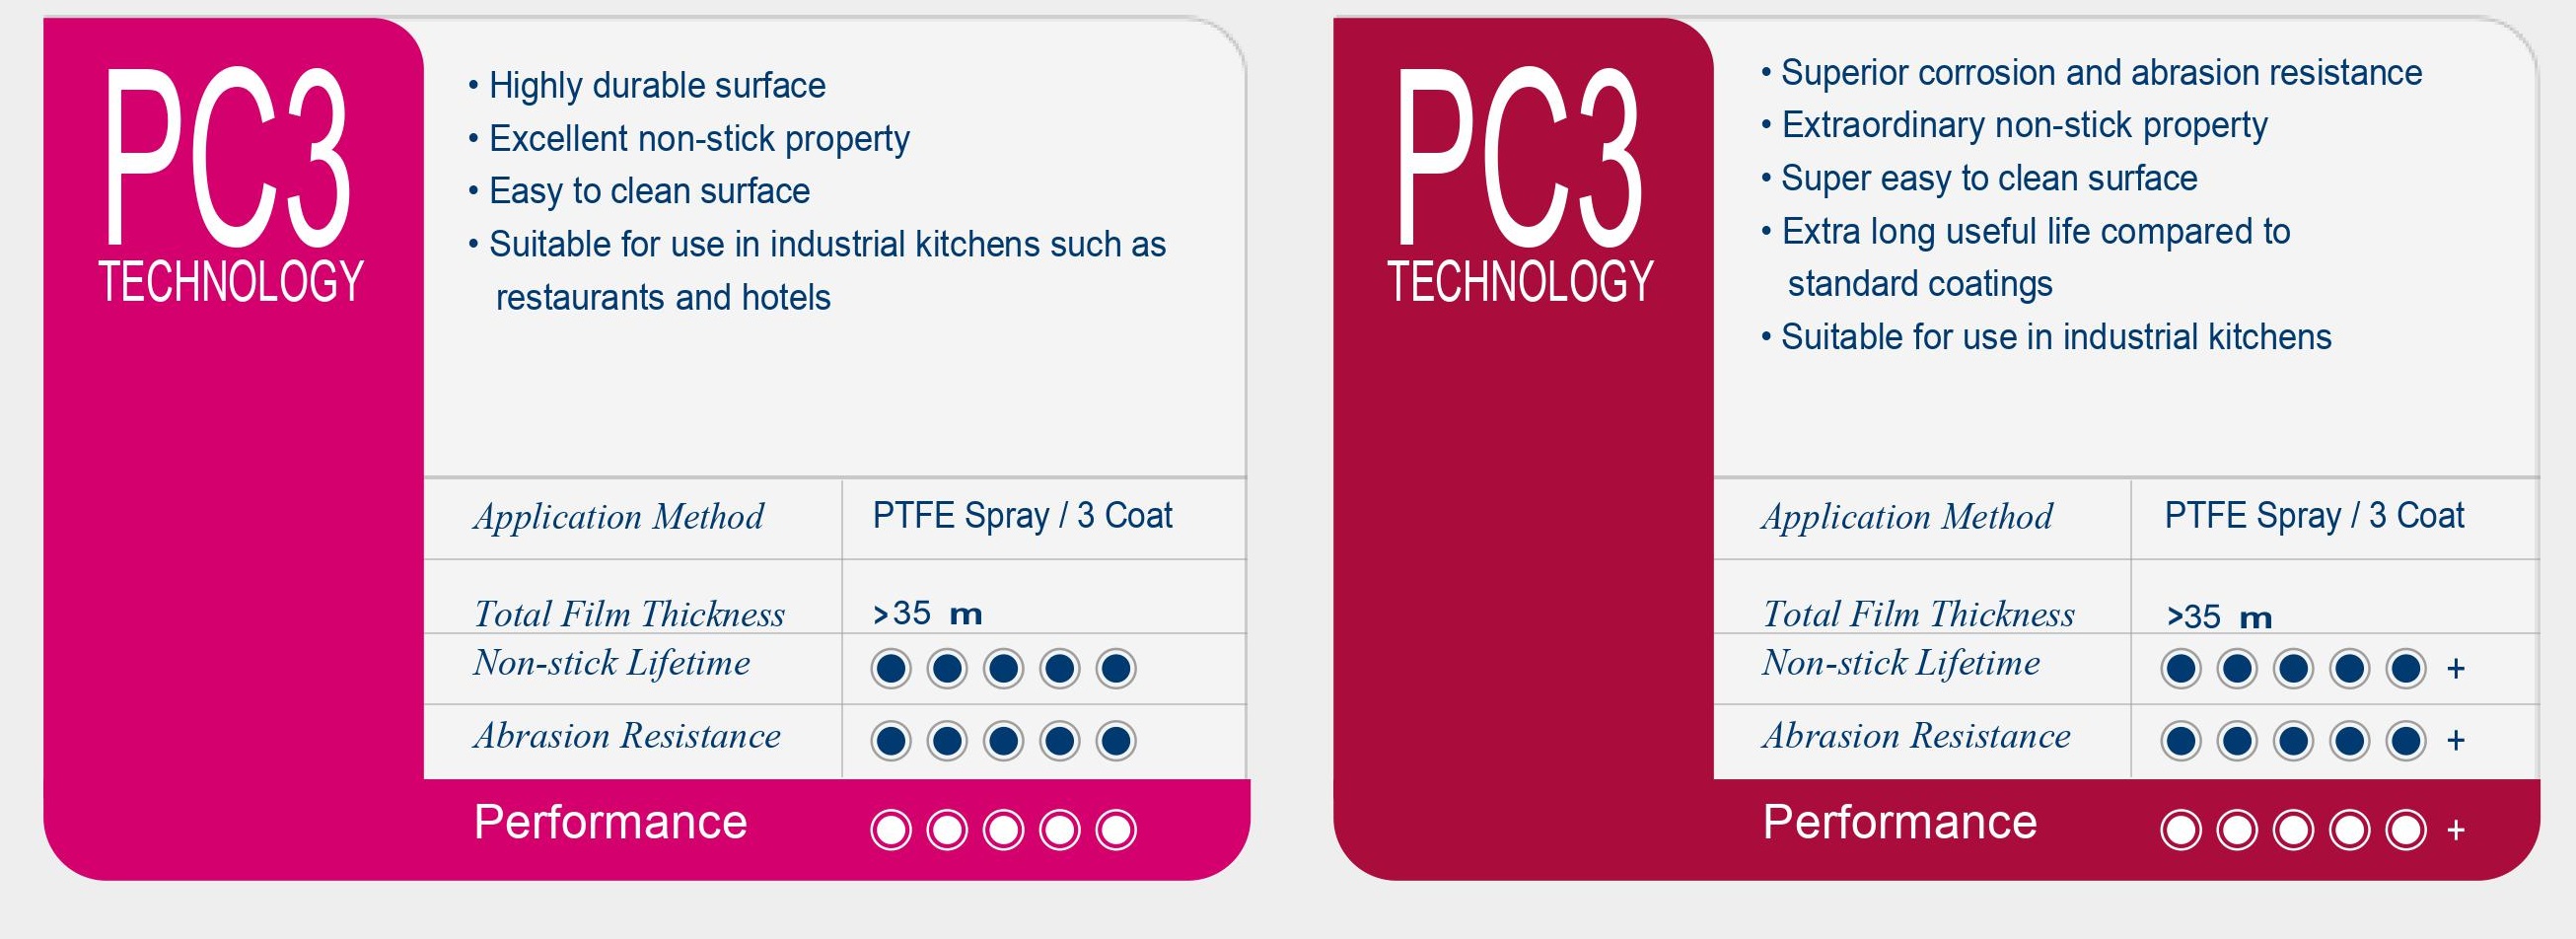 PC3
TECHNOLOGY
• Highly durable surface
• Excellent non-stick property
• Easy to clean surface
• Suitable for use in industrial kitchens such as
restaurants and hotels
Application Method PTFE Spray / 3 Coat
Total Film Thickness >35 m
Non-stick Lifetime
Abrasion Resistance
Performance
PC3
TECHNOLOGY
• Superior corrosion and abrasion resistance
• Extraordinary non-stick property
• Super easy to clean surface
• Extra long useful life compared to
standard coatings
• Suitable for use in industrial kitchens
Application Method PTFE Spray / 3 Coat
Total Film Thickness >35 m
Non-stick Lifetime +
Abrasion Resistance +
Performance +